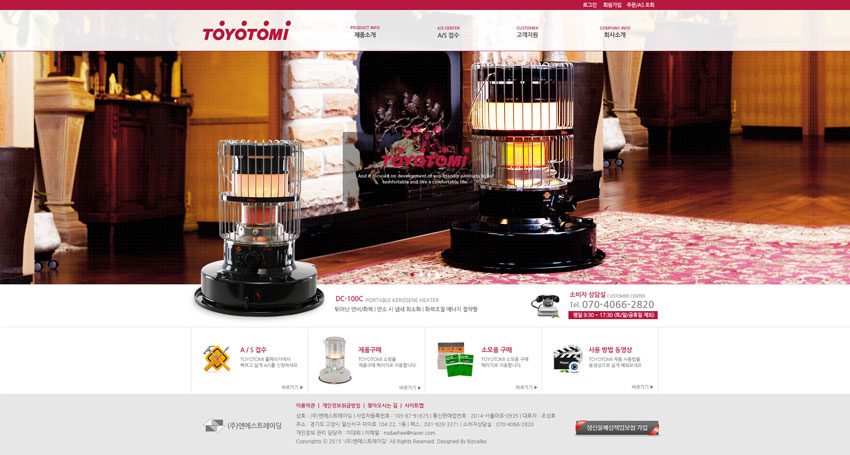 로그인 회원가입 주문/AS 조회
TOYOTOMI
PRODUCT INFO
제품소개
A/S CENTER
A/S 접수
CUSTOMER
고객지원
COMPANY INFO
회사소개
TOYOTOMI
And it focused on development of eco-friendly products to be
comfortable and live a comfortable life.
DC-100C PORTABLE KEROSENE HEATER
뛰어난 연비/화력 | 연소 시 냄새 최소화 | 화력조절 에너지 절약형
소비자 상담실 CUSTOMER CENTER
Tel. 070-4066-2820
평일 9:30 ~ 17:30 (토/일/공휴일 제외)
A / S 접수
TOYOTOMI 홈페이지에서
빠르고 쉽게 A/S를 신청하세요
바로가기 ▶
제품구매
TOYOTOMI 쇼핑몰
제품구매 페이지로 이동합니다.
바로가기 ▶
소모품 구매
TOYOTOMI 소모품 구매
페이지로 이동합니다.
바로가기 ▶
사용 방법 동영상
TOYOTOMI 제품 사용법을
동영상으로 쉽게 배워보세요
바로가기 ▶
이용약관 | 개인정보취급방침 | 찾아오시는 길 | 사이트맵
(주)앤에스트레이딩
상호 : (주)앤에스트레이딩 | 사업자등록번호 : 105-87-91675 | 통신판매업번호 : 2014-서울마포-0935 | 대표자 : 조성호
주소 : 경기도 고양시 일산서구 덕이로 104-22, 1동 | 팩스 : 031-926-3371 | 소비자상담실 : 070-4066-2820
개인정보 관리 담당자 : 이대희 | 이메일 : rsdaehee@naver.com
Copyrights ⓒ 2015 '(주)앤에스트레이딩' All Rights Reserved. Designed By Bizvalley
생산물배상책임보험 가입